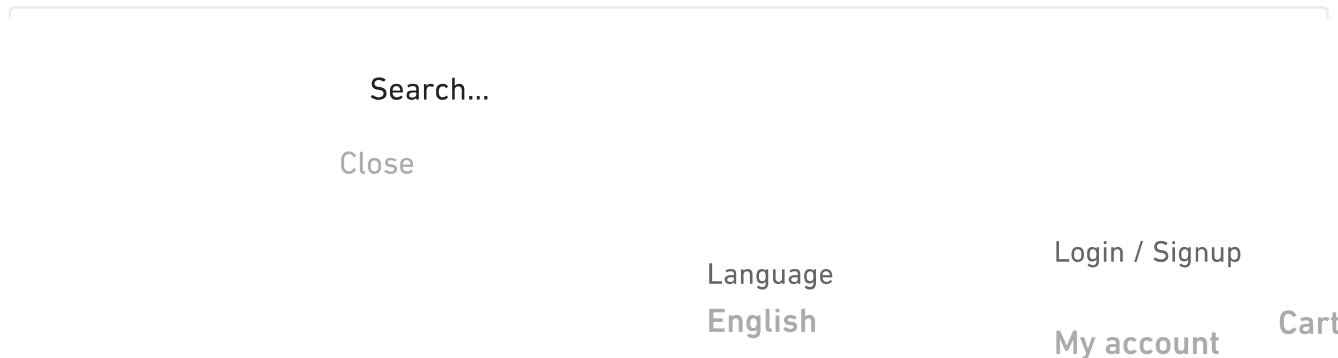 Search...
Close
Login / Signup
Language
English
Cart
My account